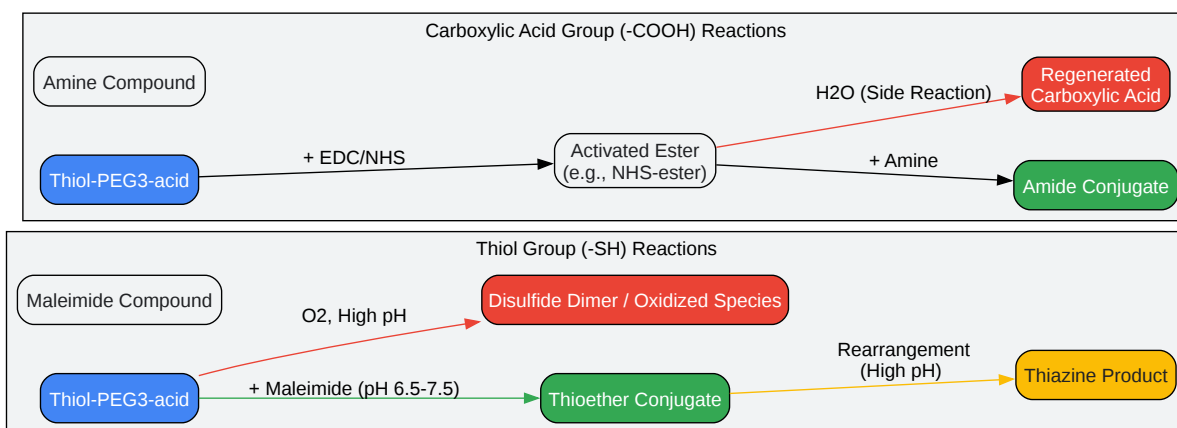 Carboxylic Acid Group (-COOH) Reactions
Amine Compound
Regenerated
Carboxylic Acid
H2O (Side Reaction)
+ EDC/NHS
Activated Ester
(e.g., NHS-ester)
+ Amine
Thiol-PEG3-acid
Amide Conjugate
Thiol Group (-SH) Reactions
Maleimide Compound
Disulfide Dimer / Oxidized Species
O2, High pH
Rearrangement
(High pH)
Thiol-PEG3-acid
+ Maleimide (pH 6.5-7.5)
Thioether Conjugate
Thiazine Product